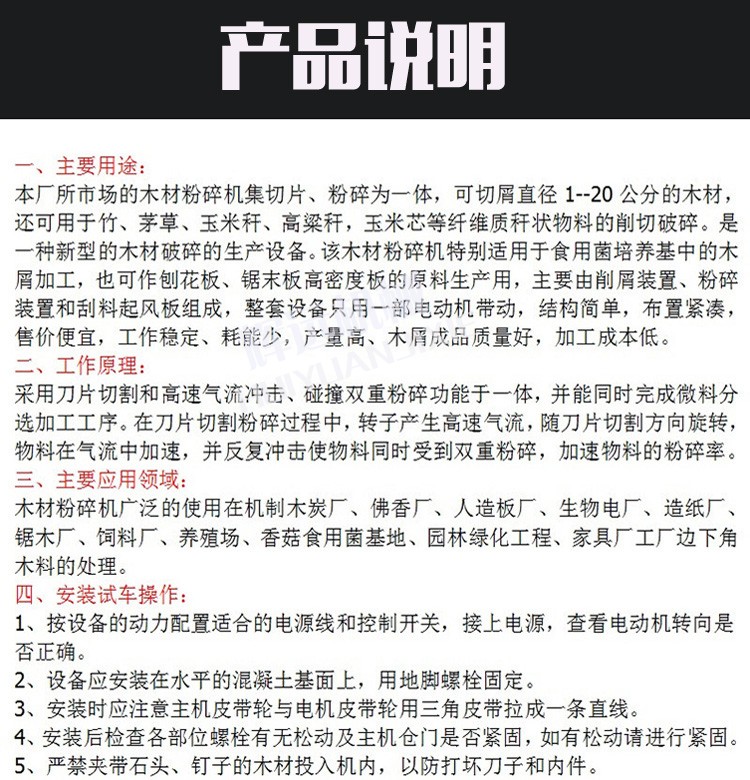 产品说明
一、主要用途：
本厂所市场的木材粉碎机集切片、粉碎为一体，可切屑直径 1--20 公分的木材，
还可用于竹、茅草、玉米秆、高粱秆，玉米芯等纤维质秆状物料的削切破碎。是
一种新型的木材破碎的生产设备。该木材粉碎机特别适用于食用菌培养基中的木
屑加工，也可作刨花板、锯末板高密度板的原料生产用，主要由削屑装置、粉碎
装置和刮料起风板组成，整套设备只用一部电动机带动，结构简单，布置紧凑，
售价便宜，工作稳定、耗能少，产量高、木屑成品质量好，加工成本低。
二、工作原理：
采用刀片切割和高速气流冲击、碰撞双重粉碎功能于一体，并能同时完成微料分
选加工工序。在刀片切割粉碎过程中，转子产生高速气流，随刀片切割方向旋转，
物料在气流中加速，并反复冲击使物料同时受到双重粉碎，加速物料的粉碎率。
三、主要应用领域：
木材粉碎机广泛的使用在机制木炭厂、佛香厂、人造板厂、生物电厂、造纸厂、
锯木厂、饲料厂、养殖场、香菇食用菌基地、园林绿化工程、家具厂工厂边下角
木料的处理。
四、安装试车操作：
1、按设备的动力配置适合的电源线和控制开关，接上电源，查看电动机转向是
否正确。
2、设备应安装在水平的混凝土基面上，用地脚螺栓固定。
3、安装时应注意主机皮带轮与电机皮带轮用三角皮带拉成一条直线。
4、安装后检查各部位螺栓有无松动及主机仓门是否紧固，如有松动请进行紧固。
5、严禁夹带石头、钉子的木材投入机内，以防打坏刀子和内件。